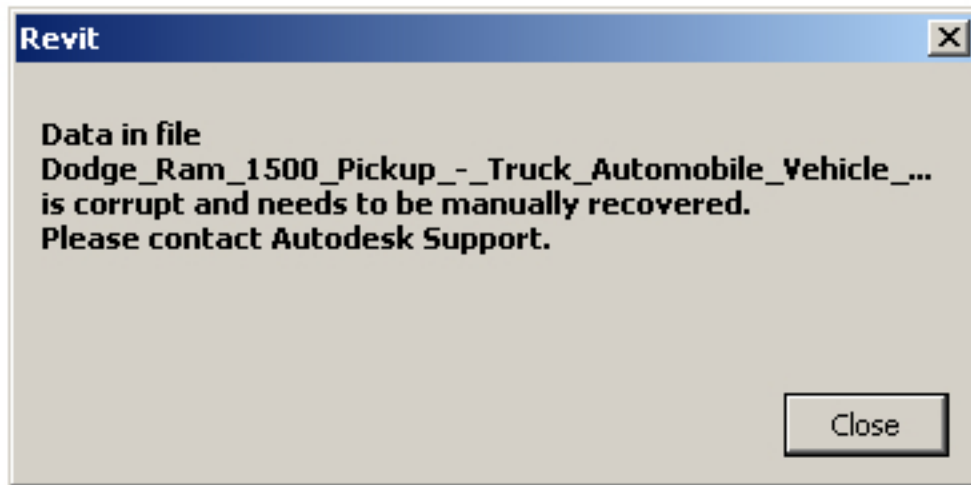 Revit
Data in file
Dodge_Ram_1500_Pickup_-_Truck_Automobile_Vehicle_...
is corrupt and needs to be manually recovered.
Please contact Autodesk Support.
Close